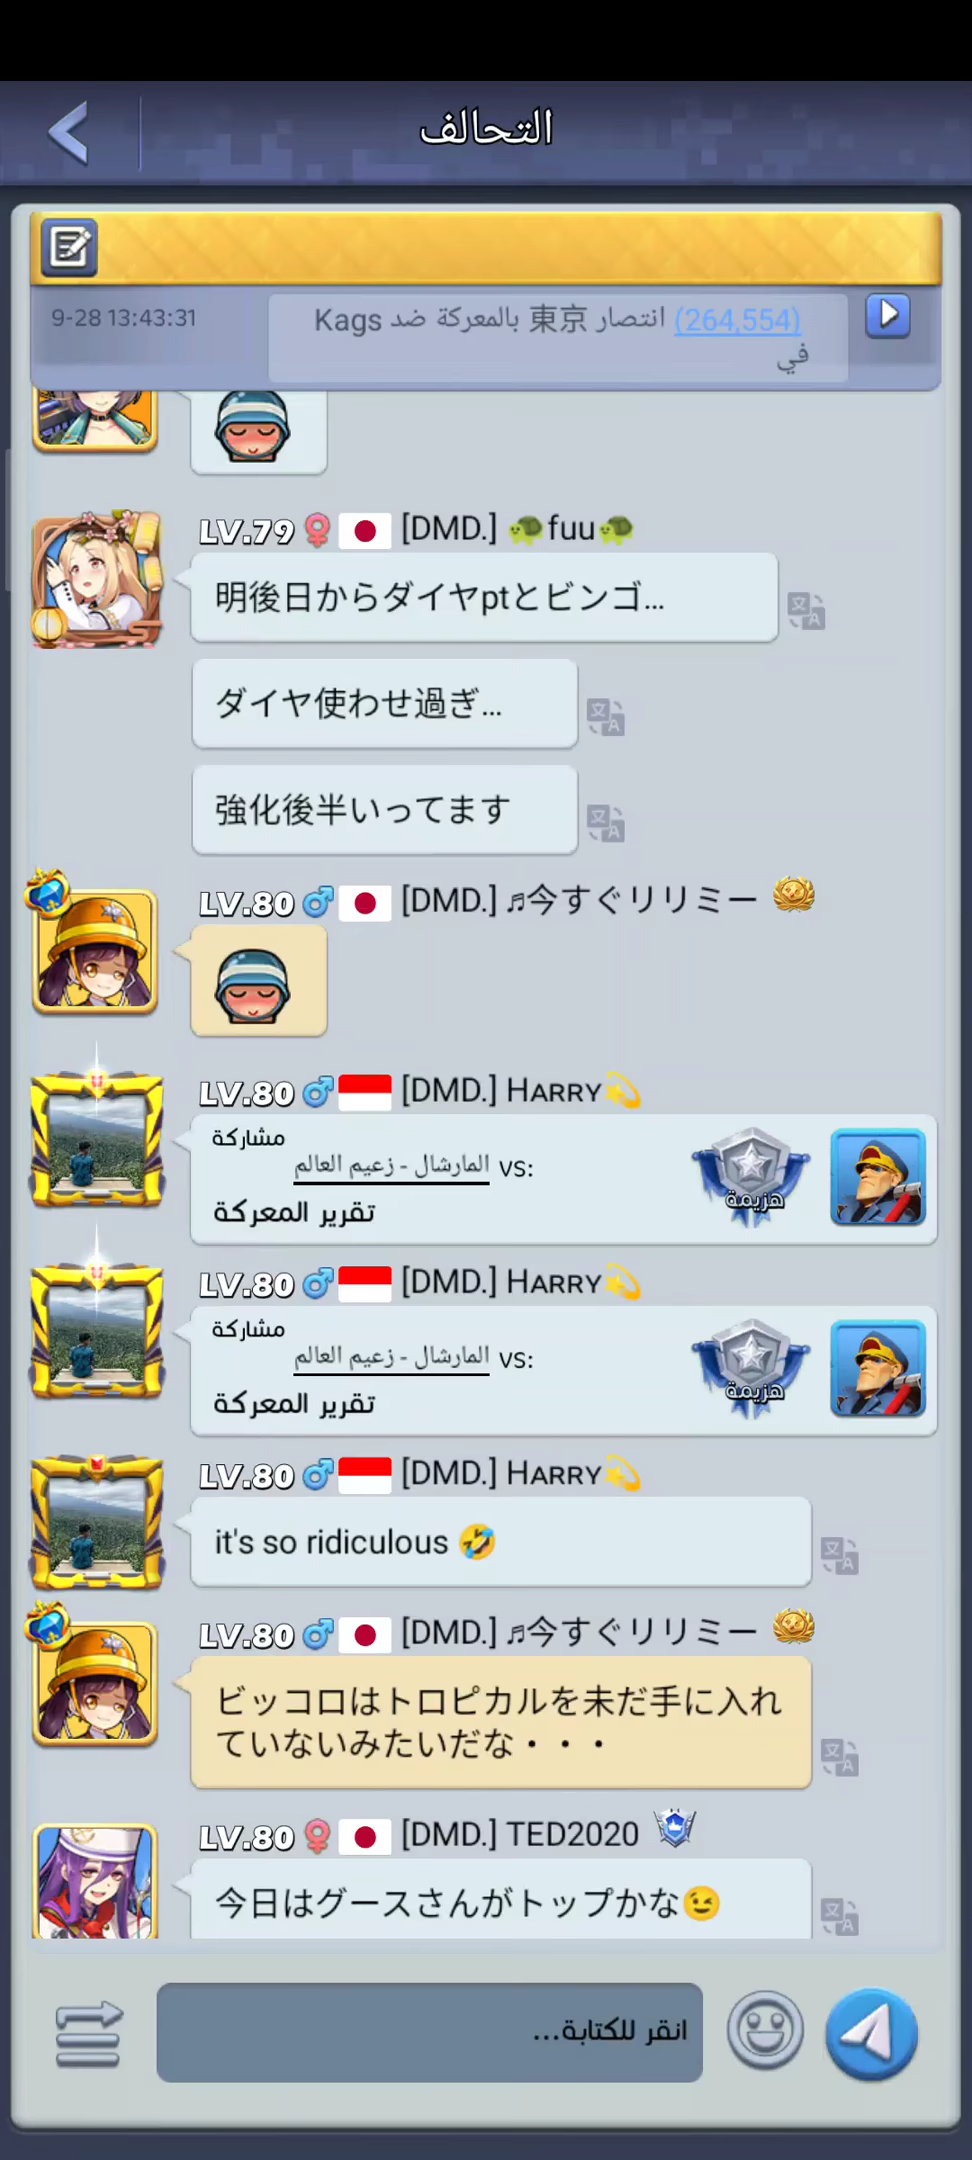 التحالف
9-28 13:43:31
(264,554) انتصار 東京 بالمعركة ضد Kags
في
LV.79 [DMD.] 🐢fuu🐢
明後日からダイヤptとビンゴ...
ダイヤ使わせ過ぎ...
強化後半いってます
LV.80 [DMD.] ♬今すぐリリミー
LV.80 [DMD.] Harry💫
مشاركة
المارشال - زعيم العالم vs:
هزيمة
تقرير المعركة
LV.80 [DMD.] Harry💫
مشاركة
المارشال - زعيم العالم vs:
هزيمة
تقرير المعركة
LV.80 [DMD.] Harry💫
it's so ridiculous 🤣
LV.80 [DMD.] ♬今すぐリリミー
ビッコロはトロピカルを未だ手に入れ
ていないみたいだな・・・
LV.80 [DMD.] TED2020
今日はグースさんがトップかな😉
انقر للكتابة...